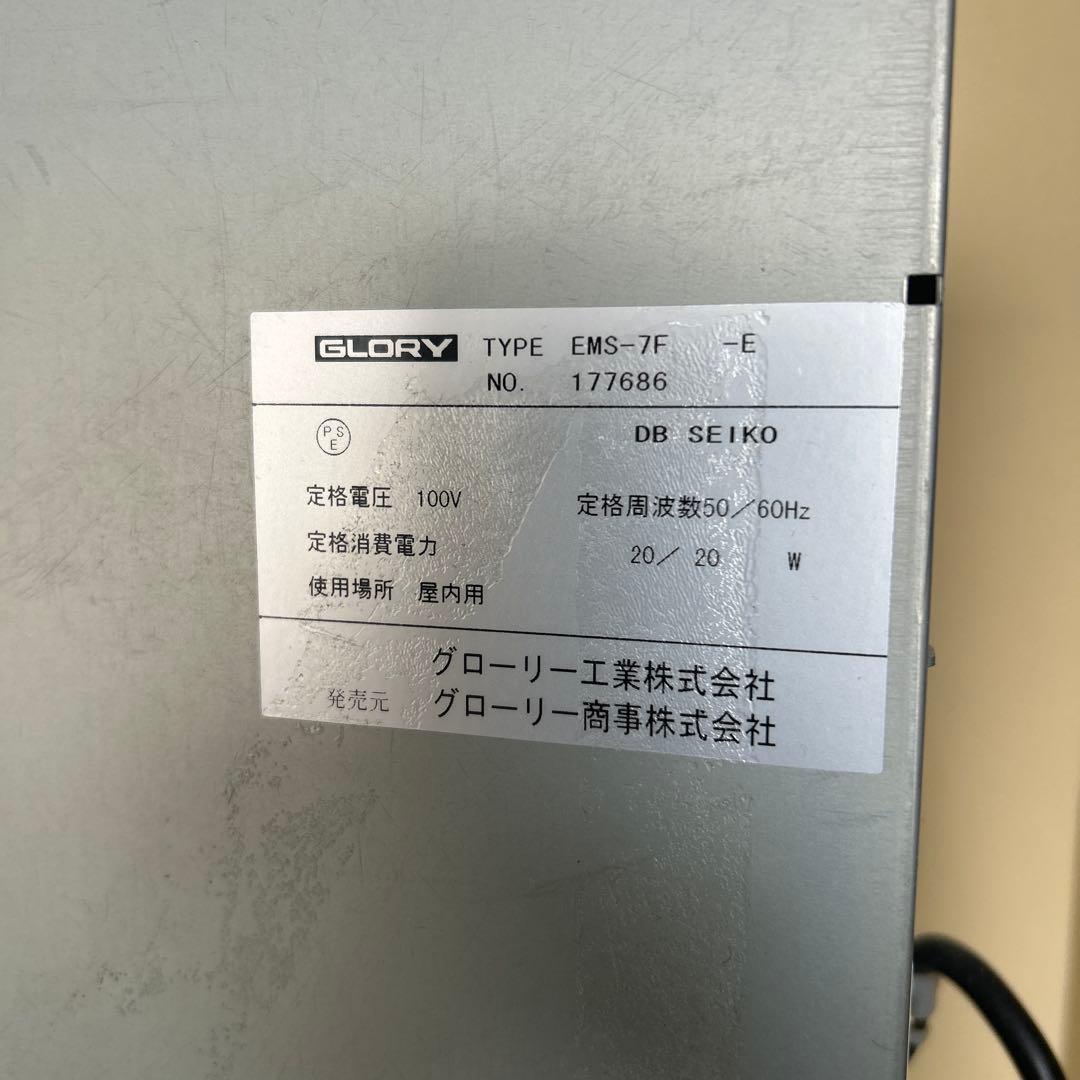 GLORY TYPE EMS-7F -E
NO. 177686
PSE DB SEIKO
定格電圧 100V 定格周波数50／60Hz
定格消費電力 20／ 20 W
使用場所 屋内用
グローリー工業株式会社
発売元 グローリー商事株式会社